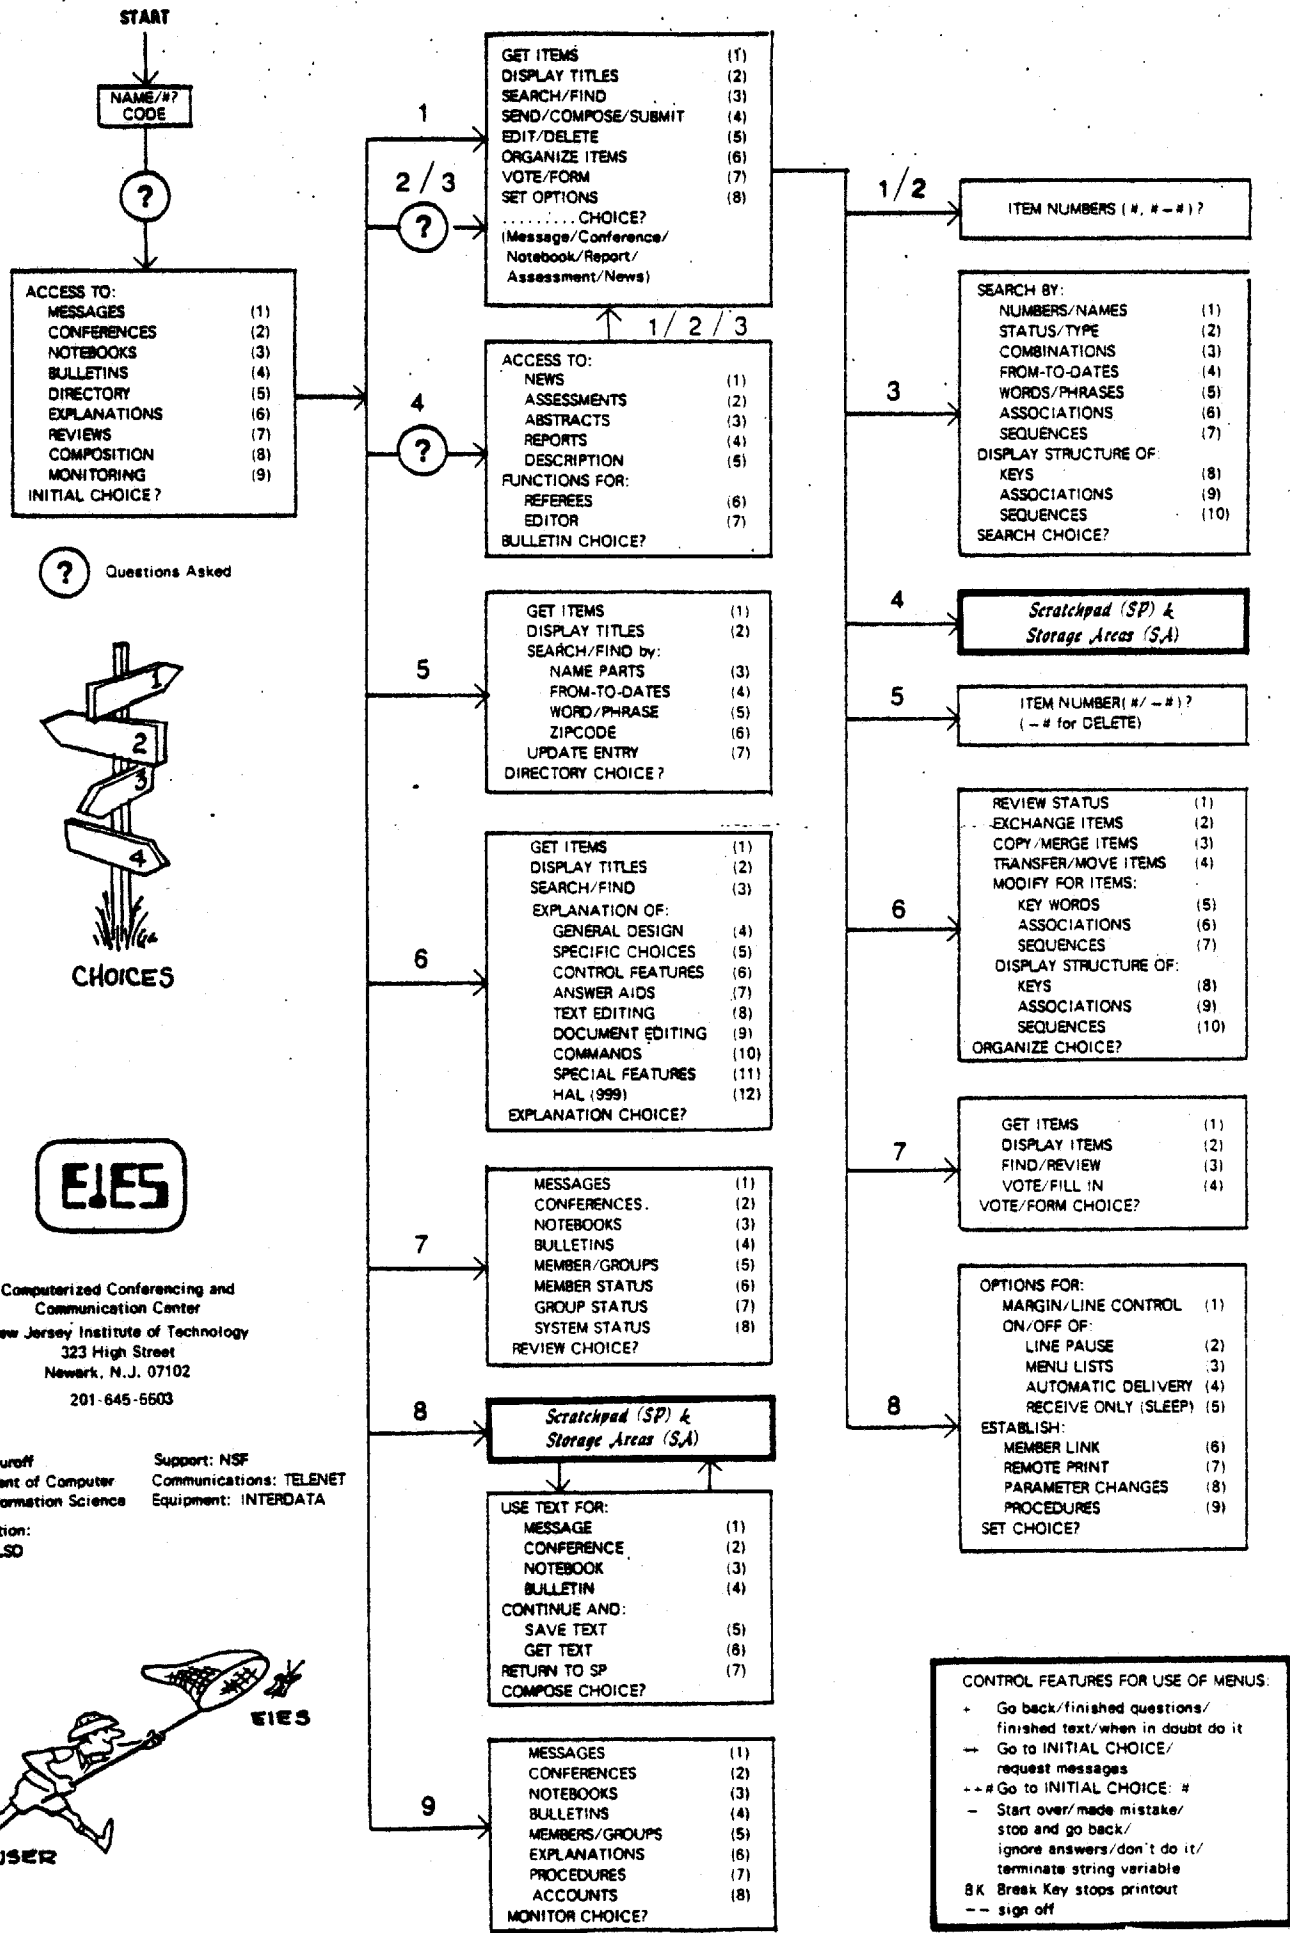 START
NAME/#?
CODE
?
ACCESS TO:
MESSAGES (1)
CONFERENCES (2)
NOTEBOOKS (3)
BULLETINS (4)
DIRECTORY (5)
EXPLANATIONS (6)
REVIEWS (7)
COMPOSITION (8)
MONITORING (9)
INITIAL CHOICE?
? Questions Asked
1
2
3
4
CHOICES
EIES
Computerized Conferencing and
Communication Center
Jersey Institute of Technology
323 High Street
Newark, N.J. 07102
201-645-5503
Support: NSF
of Computer Communications: TELENET
Science Equipment: INTERDATA
EIES
1
2/3
?
4
?
5
6
7
8
9
GET ITEMS (1)
DISPLAY TITLES (2)
SEARCH/FIND (3)
SEND/COMPOSE/SUBMIT (4)
EDIT/DELETE (5)
ORGANIZE ITEMS (6)
VOTE/FORM (7)
SET OPTIONS (8)
.........CHOICE?
(Message/Conference/
Notebook/Report/
Assessment/News)
1/2/3
ACCESS TO:
NEWS (1)
ASSESSMENTS (2)
ABSTRACTS (3)
REPORTS (4)
DESCRIPTION (5)
FUNCTIONS FOR:
REFEREES (6)
EDITOR (7)
BULLETIN CHOICE?
GET ITEMS (1)
DISPLAY TITLES (2)
SEARCH/FIND by:
NAME PARTS (3)
FROM-TO-DATES (4)
WORD/PHRASE (5)
ZIPCODE (6)
UPDATE ENTRY (7)
DIRECTORY CHOICE?
GET ITEMS (1)
DISPLAY TITLES (2)
SEARCH/FIND (3)
EXPLANATION OF:
GENERAL DESIGN (4)
SPECIFIC CHOICES (5)
CONTROL FEATURES (6)
ANSWER AIDS (7)
TEXT EDITING (8)
DOCUMENT EDITING (9)
COMMANDS (10)
SPECIAL FEATURES (11)
HAL (999) (12)
EXPLANATION CHOICE?
MESSAGES (1)
CONFERENCES. (2)
NOTEBOOKS (3)
BULLETINS (4)
MEMBER/GROUPS (5)
MEMBER STATUS (6)
GROUP STATUS (7)
SYSTEM STATUS (8)
REVIEW CHOICE?
Scratchpad (SP) &
Storage Areas (SA)
USE TEXT FOR:
MESSAGE (1)
CONFERENCE (2)
NOTEBOOK (3)
BULLETIN (4)
CONTINUE AND:
SAVE TEXT (5)
GET TEXT (6)
RETURN TO SP (7)
COMPOSE CHOICE?
MESSAGES (1)
CONFERENCES (2)
NOTEBOOKS (3)
BULLETINS (4)
MEMBERS/GROUPS (5)
EXPLANATIONS (6)
PROCEDURES (7)
ACCOUNTS (8)
MONITOR CHOICE?
1/2
3
4
5
6
7
8
ITEM NUMBERS (#, #-#)?
SEARCH BY:
NUMBERS/NAMES (1)
STATUS/TYPE (2)
COMBINATIONS (3)
FROM-TO-DATES (4)
WORDS/PHRASES (5)
ASSOCIATIONS (6)
SEQUENCES (7)
DISPLAY STRUCTURE OF:
KEYS (8)
ASSOCIATIONS (9)
SEQUENCES (10)
SEARCH CHOICE?
Scratchpad (SP) &
Storage Areas (SA)
ITEM NUMBER(#/-#)?
(-# for DELETE)
REVIEW STATUS (1)
EXCHANGE ITEMS (2)
COPY/MERGE ITEMS (3)
TRANSFER/MOVE ITEMS (4)
MODIFY FOR ITEMS:
KEY WORDS (5)
ASSOCIATIONS (6)
SEQUENCES (7)
DISPLAY STRUCTURE OF:
KEYS (8)
ASSOCIATIONS (9)
SEQUENCES (10)
ORGANIZE CHOICE?
GET ITEMS (1)
DISPLAY ITEMS (2)
FIND/REVIEW (3)
VOTE/FILL IN (4)
VOTE/FORM CHOICE?
OPTIONS FOR:
MARGIN/LINE CONTROL (1)
ON/OFF OF:
LINE PAUSE (2)
MENU LISTS (3)
AUTOMATIC DELIVERY (4)
RECEIVE ONLY (SLEEP) (5)
ESTABLISH:
MEMBER LINK (6)
REMOTE PRINT (7)
PARAMETER CHANGES (8)
PROCEDURES (9)
SET CHOICE?
CONTROL FEATURES FOR USE OF MENUS:
+ Go back/finished questions/
finished text/when in doubt do it
++ Go to INITIAL CHOICE/
request messages
++# Go to INITIAL CHOICE: #
- Start over/made mistake/
stop and go back/
ignore answers/don't do it/
terminate string variable
BK Break Key stops printout
-- sign off